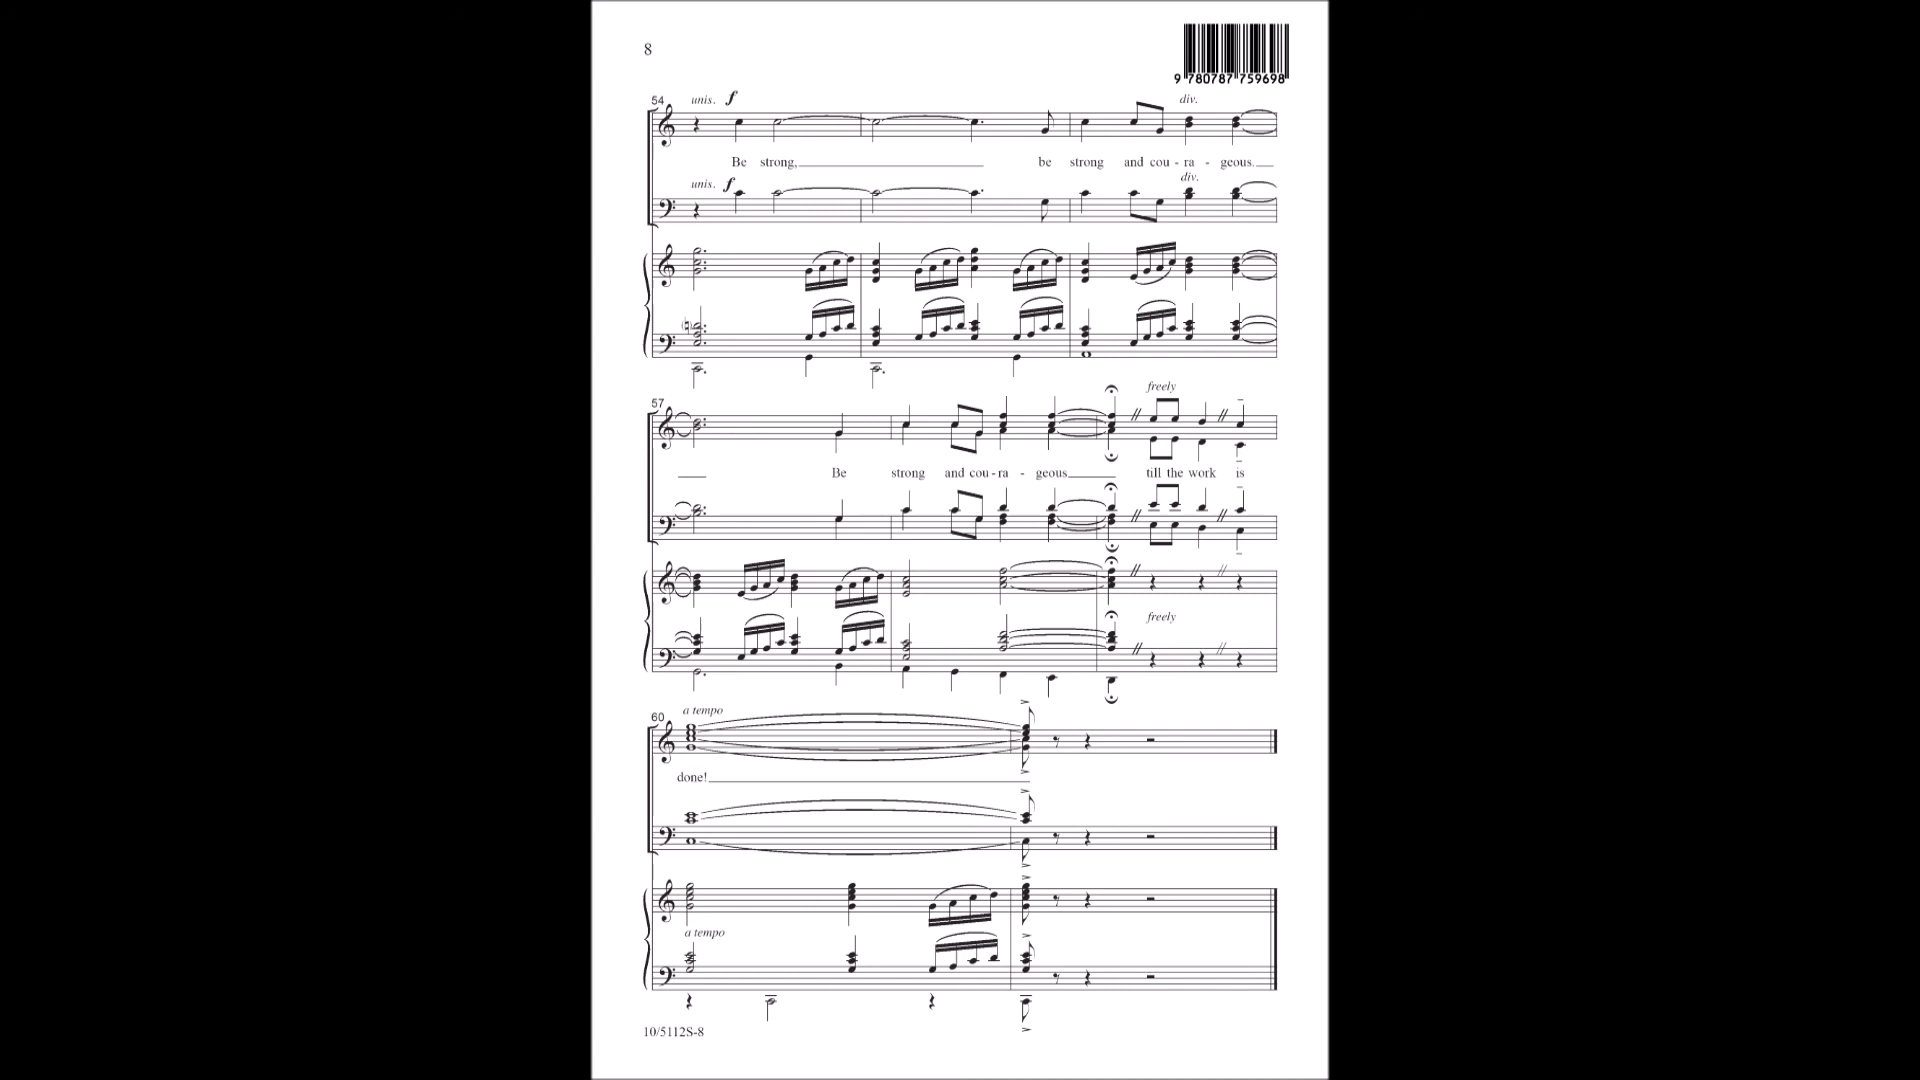 8
9 780787 759698
54
unis. f
div.
Be strong, be strong and cou - ra - geous.
unis. f
div.
57
freely
Be strong and cou - ra - geous till the work is
freely
60
a tempo
done!
a tempo
10/5112S-8